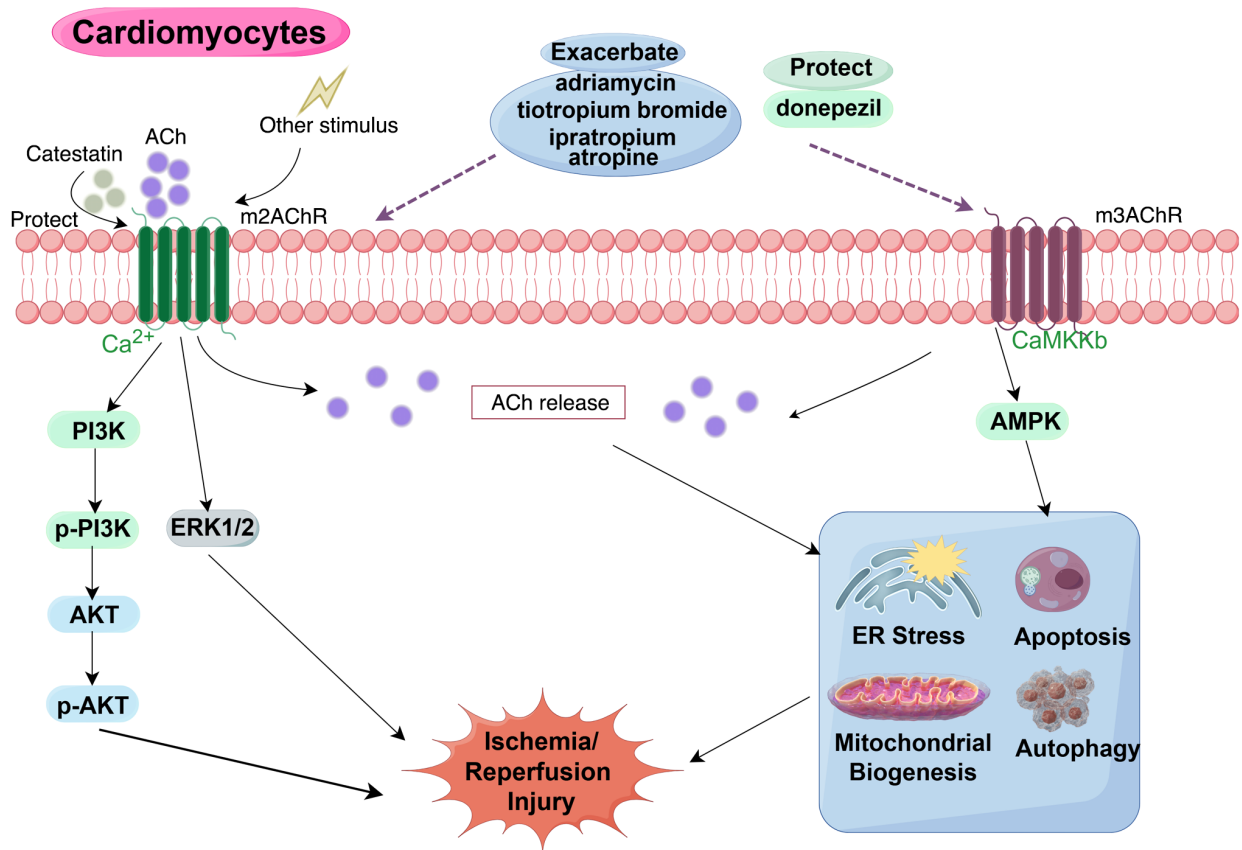 Cardiomyocytes
Exacerbate
adriamycin
tiotropium bromide
ipratropium
atropine
Protect
donepezil
Other stimulus
ACh
Catestatin
Protect
m2AChR
m3AChR
Ca2+
CaMKKb
ACh release
PI3K
AMPK
p-PI3K
ERK1/2
AKT
p-AKT
ER Stress
Apoptosis
Mitochondrial
Biogenesis
Autophagy
Ischemia/
Reperfusion
Injury